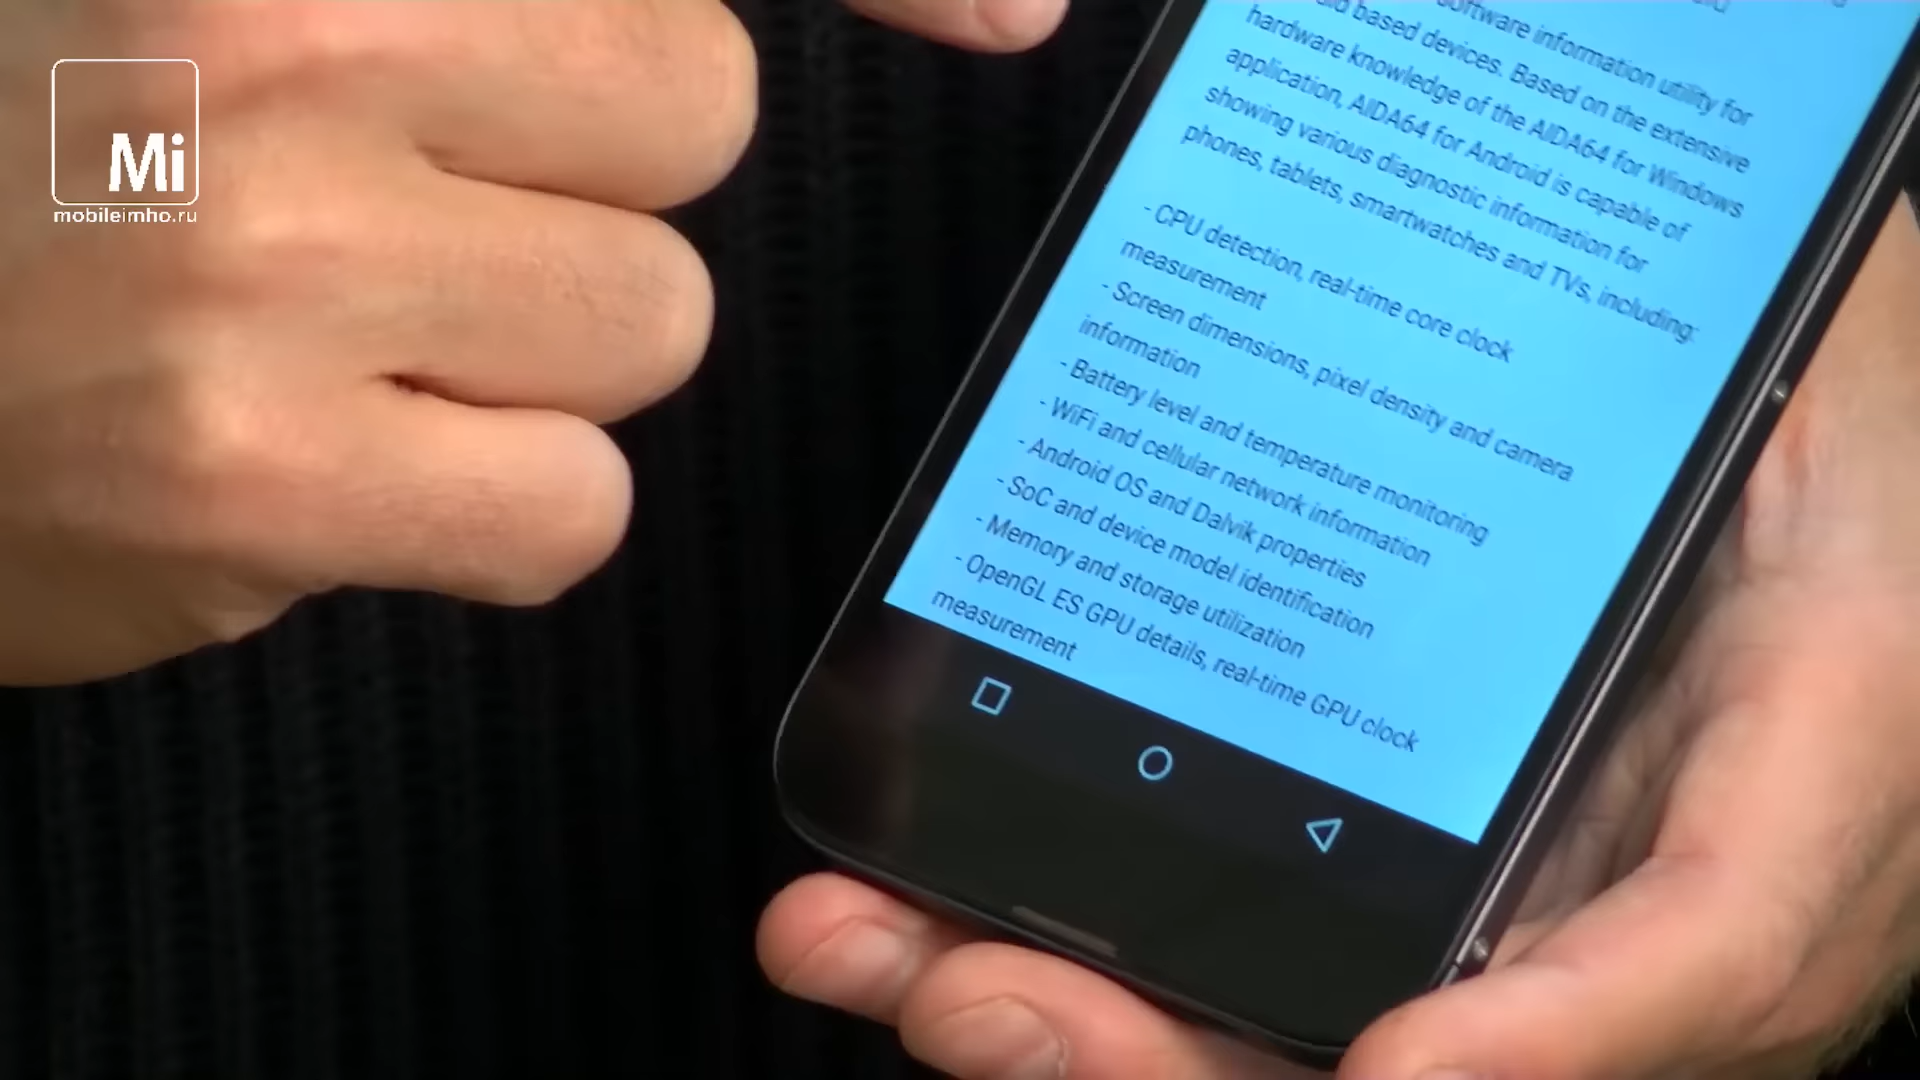 Mi
mobileimho.ru
software information utility for
based devices. Based on the extensive
hardware knowledge of the AIDA64 for Windows
application, AIDA64 for Android is capable of
showing various diagnostic information for
phones, tablets, smartwatches and TVs, including:
- CPU detection, real-time core clock
measurement
- Screen dimensions, pixel density and camera
information
- Battery level and temperature monitoring
- WiFi and cellular network information
- Android OS and Dalvik properties
- SoC and device model identification
- Memory and storage utilization
- OpenGL ES GPU details, real-time GPU clock
measurement